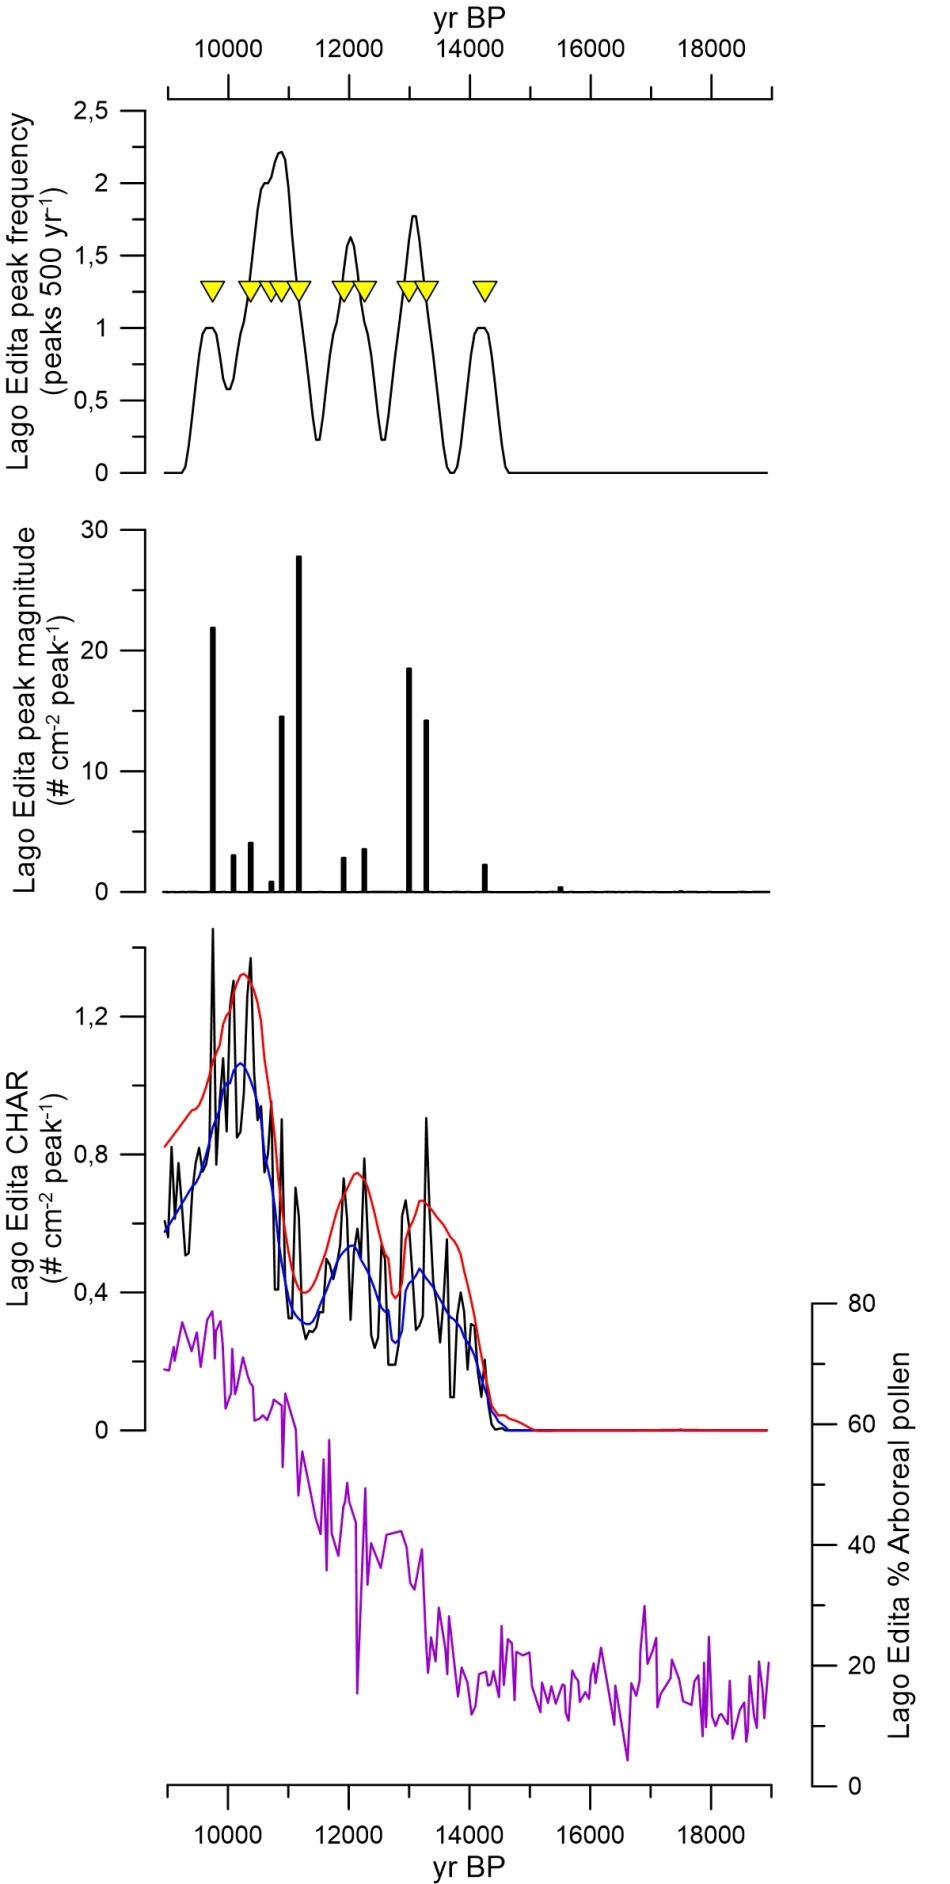 yr BP
10000 12000 14000 16000 18000
Lago Edita peak frequency
(peaks 500 yr-1)
2,5
2
1,5
1
0,5
0
Lago Edita peak magnitude
(# cm-2 peak-1)
30
20
10
0
Lago Edita CHAR
(# cm-2 peak-1)
1,2
0,8
0,4
0
80
60
40
20
0
Lago Edita % Arboreal pollen
10000 12000 14000 16000 18000
yr BP